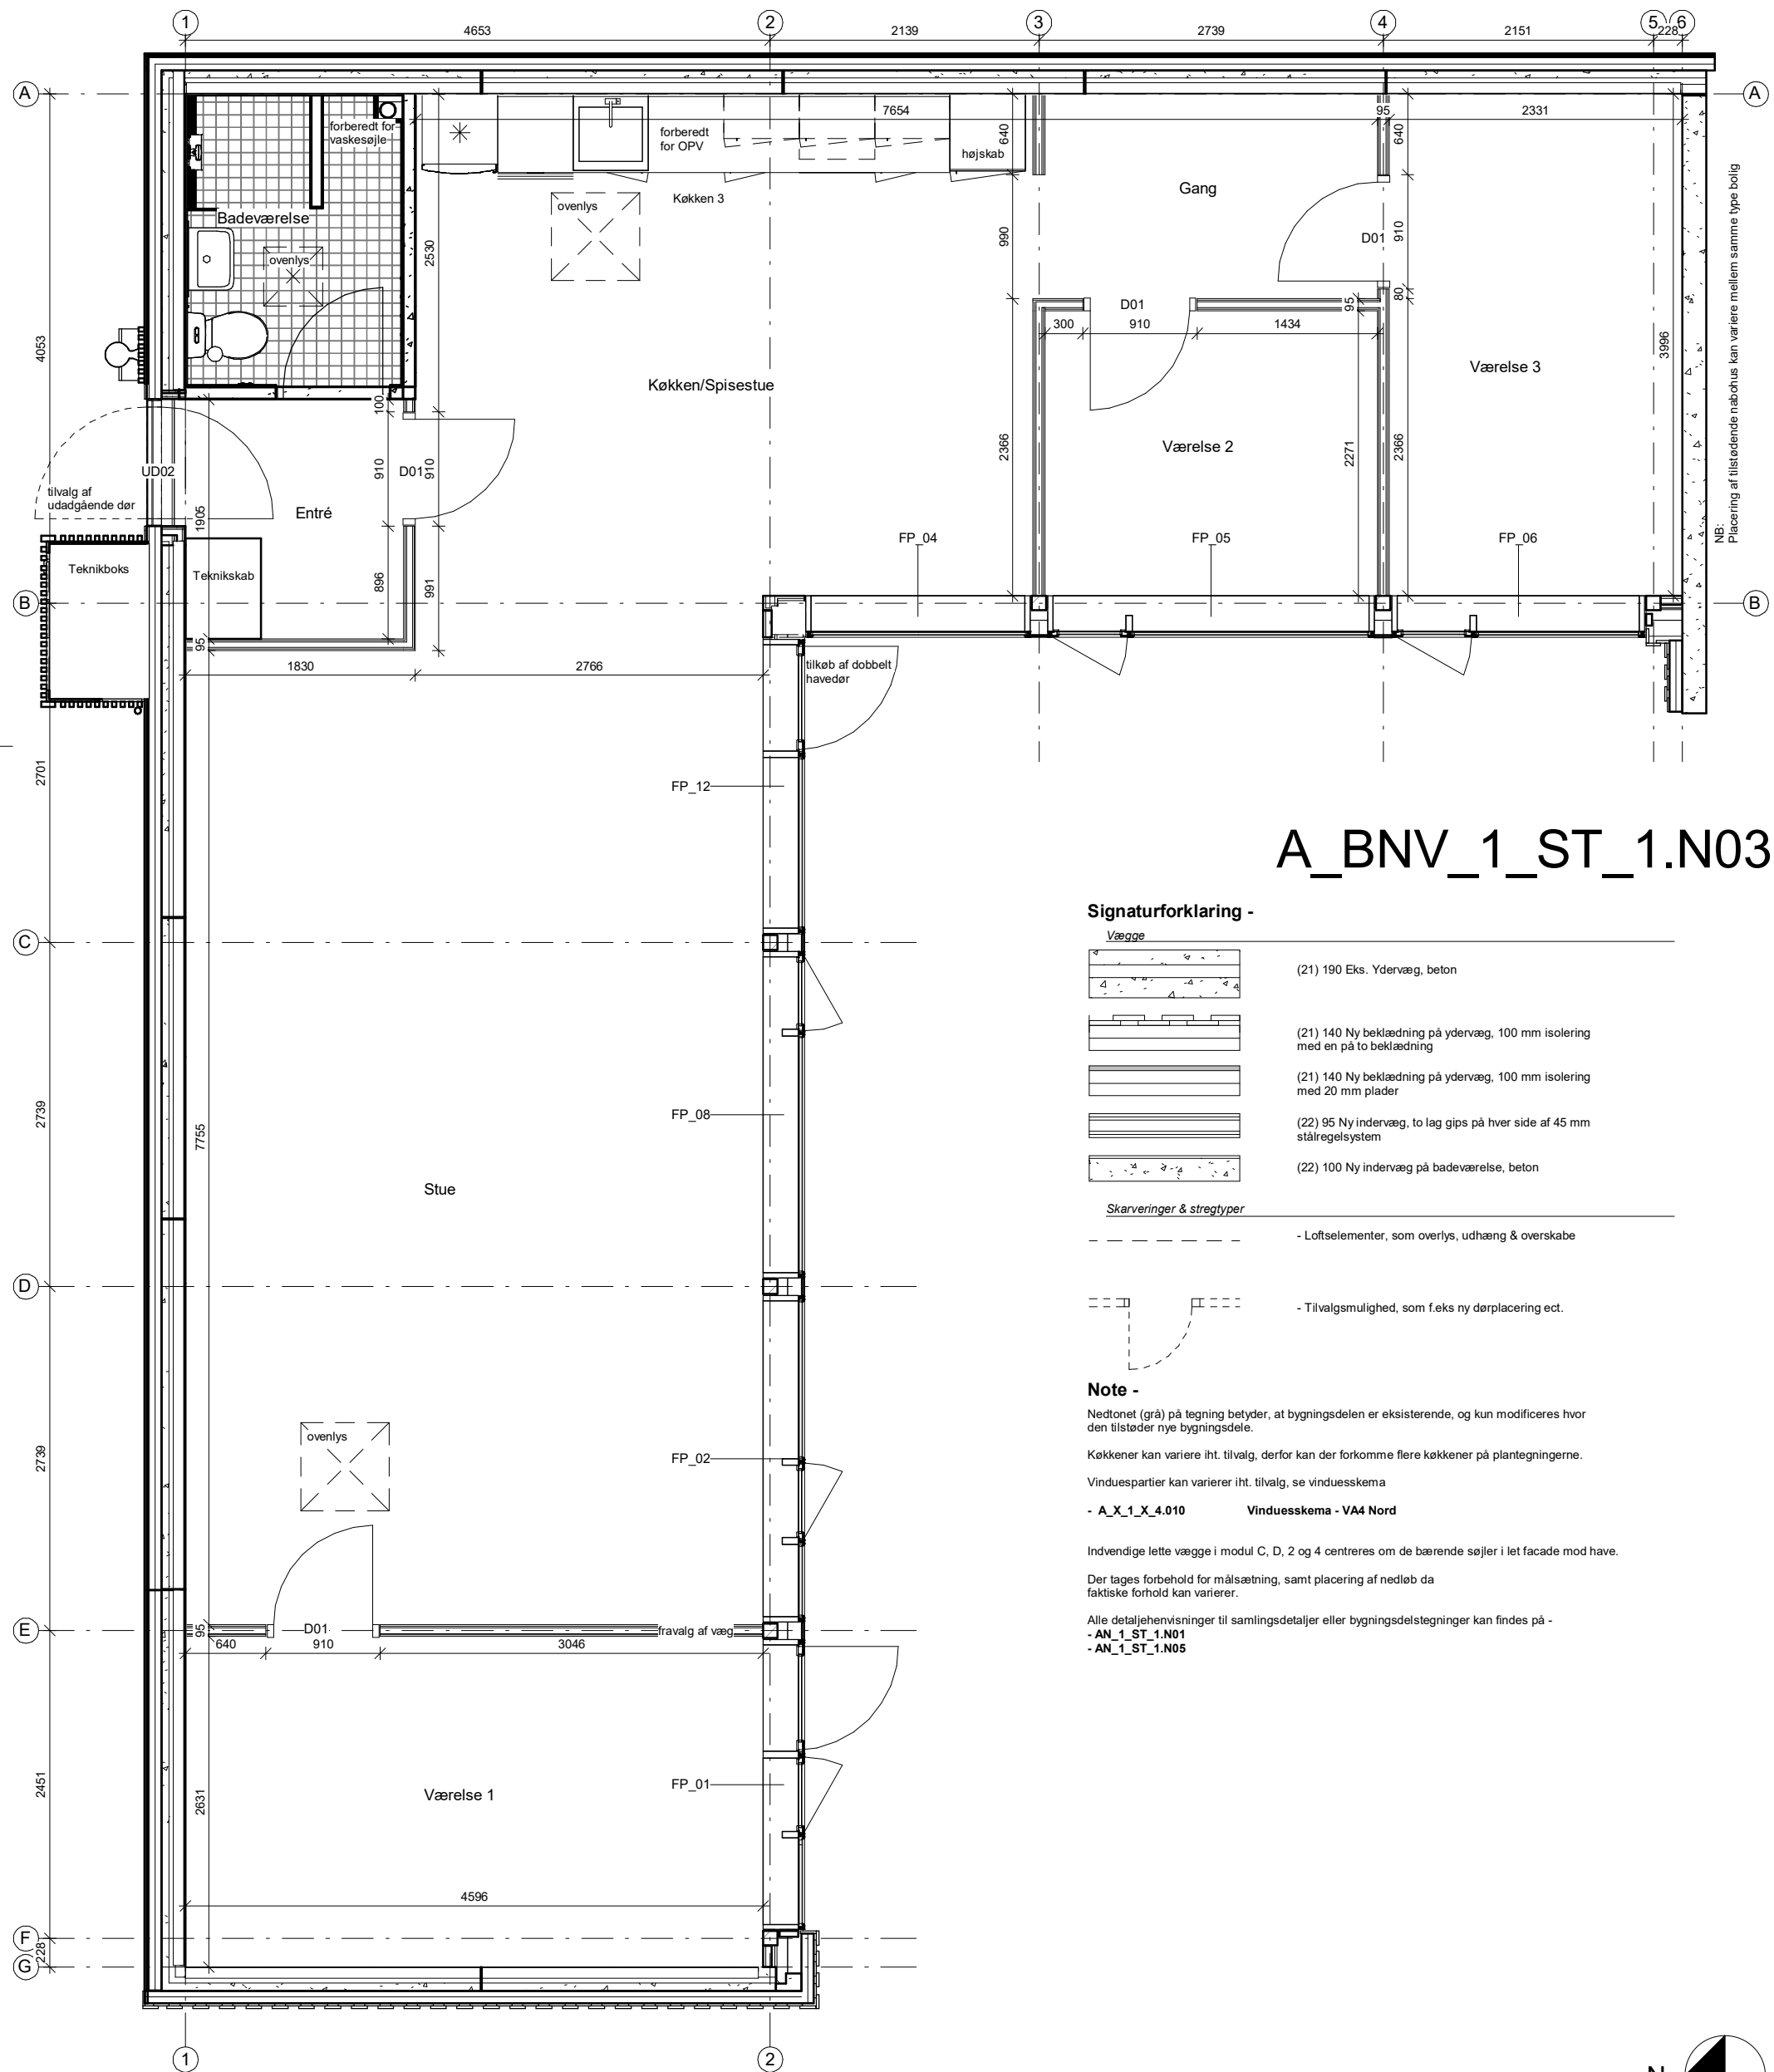 1
2
3
4
5
6
4653
2139
2739
2151
228
A
A
7654
95
2331
forberedt for
vaskesøjle
forberedt
for OPV
højskab
640
640
Køkken 3
ovenlys
Gang
Badeværelse
ovenlys
2530
990
D01
910
80
D01
95
300
910
1434
4053
3996
NB:
Placering af tilstødende nabohus kan variere mellem samme type bolig
Køkken/Spisestue
Værelse 3
100
Værelse 2
2366
2271
2366
UD02
910
D01
910
tilvalg af
udadgående dør
1905
Entré
FP_04
FP_05
FP_06
Teknikboks
Teknikskab
896
991
B
B
95
1830
2766
tilkøb af dobbelt
havedør
2701
FP_12
A_BNV_1_ST_1.N03
Signaturforklaring -
Vægge
C
(21) 190 Eks. Ydervæg, beton
(21) 140 Ny beklædning på ydervæg, 100 mm isolering
med en på to beklædning
(21) 140 Ny beklædning på ydervæg, 100 mm isolering
med 20 mm plader
2739
7755
FP_08
(22) 95 Ny indervæg, to lag gips på hver side af 45 mm
stålregelsystem
(22) 100 Ny indervæg på badeværelse, beton
Stue
Skarveringer & stregtyper
- Loftselementer, som overlys, udhæng & overskabe
D
- Tilvalgsmulighed, som f.eks ny dørplacering ect.
Note -
Nedtonet (grå) på tegning betyder, at bygningsdelen er eksisterende, og kun modificeres hvor
den tilstøder nye bygningsdele.
ovenlys
2739
FP_02
Køkkener kan variere iht. tilvalg, derfor kan der forkomme flere køkkener på plantegningerne.
Vinduespartier kan varierer iht. tilvalg, se vinduesskema
- A_X_1_X_4.010 Vinduesskema - VA4 Nord
Indvendige lette vægge i modul C, D, 2 og 4 centreres om de bærende søjler i let facade mod have.
Der tages forbehold for målsætning, samt placering af nedløb da
faktiske forhold kan varierer.
Alle detaljehenvisninger til samlingsdetaljer eller bygningsdelstegninger kan findes på -
- AN_1_ST_1.N01
- AN_1_ST_1.N05
E
95
D01
fravalg af væg
640
910
3046
2451
2631
Værelse 1
FP_01
4596
F
228
G
1
2
N